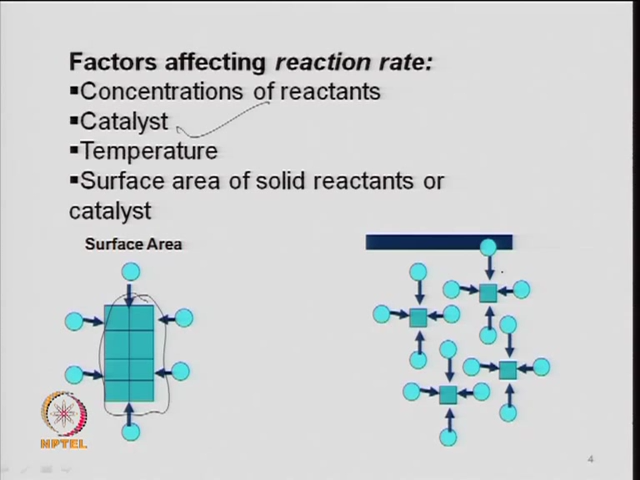 Factors affecting reaction rate:
▪Concentrations of reactants
▪Catalyst
▪Temperature
▪Surface area of solid reactants or
catalyst
Surface Area
NPTEL
4